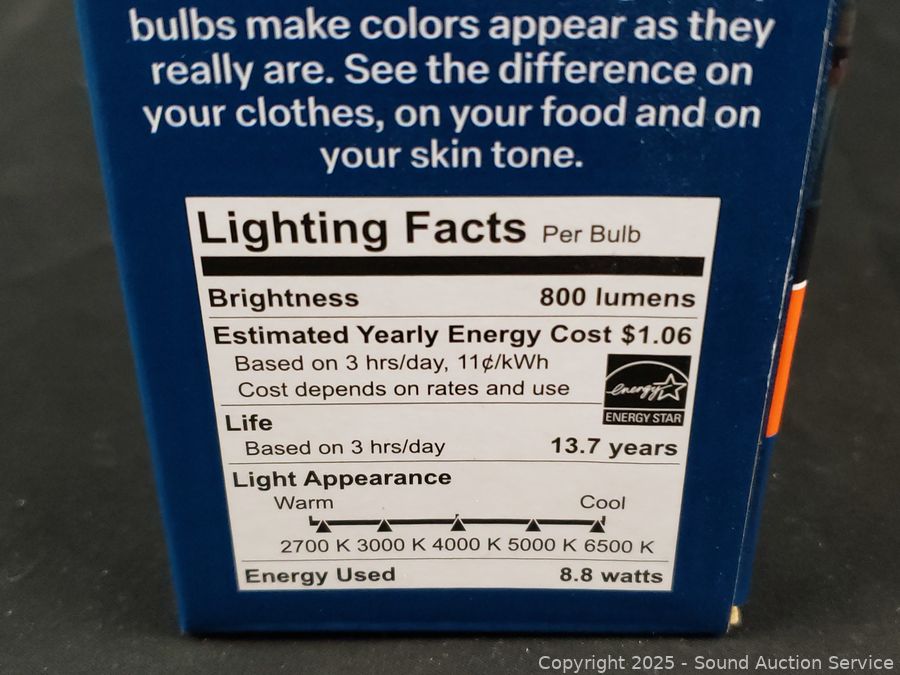 bulbs make colors appear as they
really are. See the difference on
your clothes, on your food and on
your skin tone.
Lighting Facts Per Bulb
Brightness 800 lumens
Estimated Yearly Energy Cost $1.06
Based on 3 hrs/day, 11¢/kWh
Cost depends on rates and use
energy
ENERGY STAR
Life
Based on 3 hrs/day 13.7 years
Light Appearance
Warm Cool
2700 K 3000 K 4000 K 5000 K 6500 K
Energy Used 8.8 watts
Copyright 2025 - Sound Auction Service